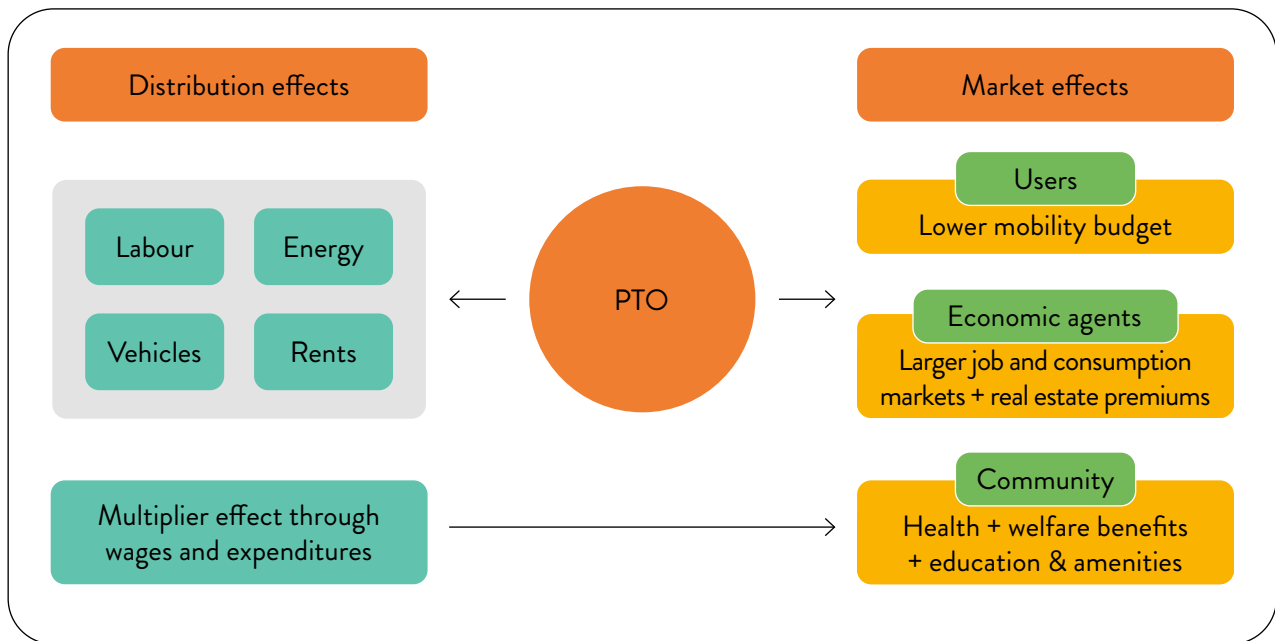 Distribution effects
Market effects
Labour
Energy
Vehicles
Rents
PTO
Users
Lower mobility budget
Economic agents
Larger job and consumption
markets + real estate premiums
Multiplier effect through
wages and expenditures
Community
Health + welfare benefits
+ education & amenities